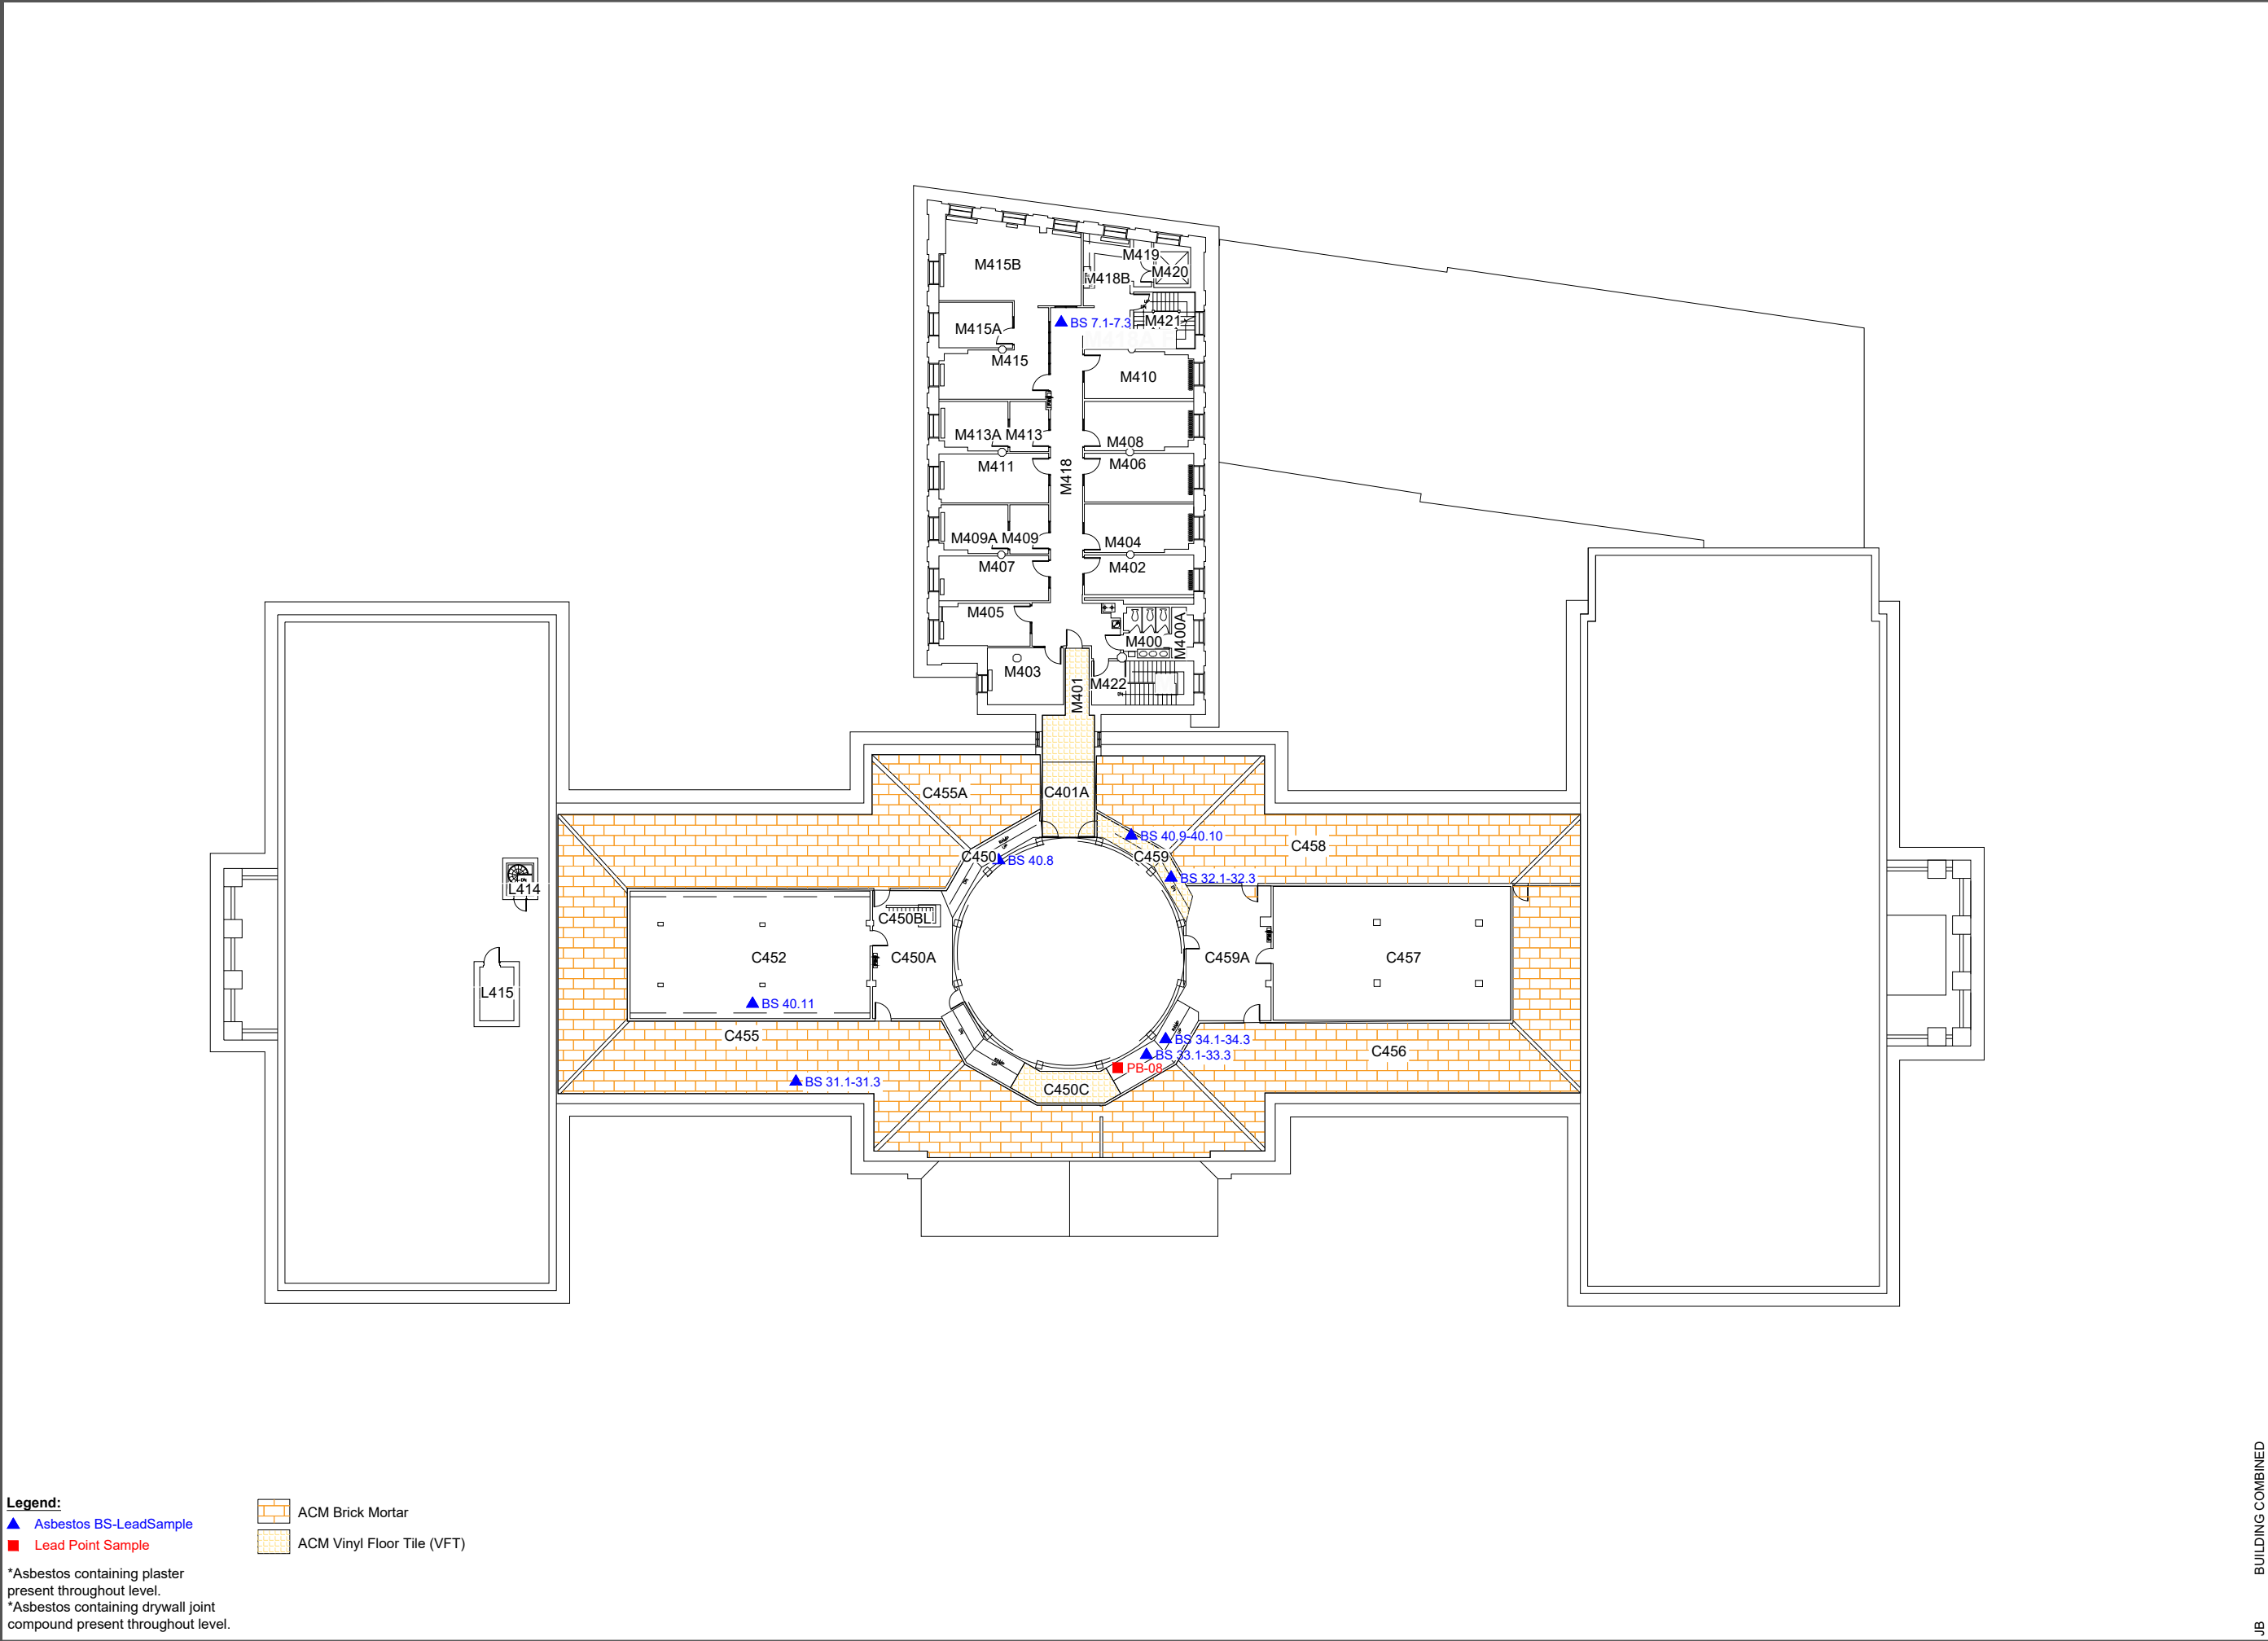 M419
M415B
M420
M418B
BS 7.1-7.3
M421
M415A
M415
M410
M413A M413
M408
M411
M418
M406
M409A M409
M404
M407
M402
M405
M400
M400A
M403
M401
M422
C455A
C401A
BS 40.9-40.10
C458
C450
BS 40.8
C459
BS 32.1-32.3
L414
C450BL
C452
C450A
C459A
C457
L415
BS 40.11
C455
BS 34.1-34.3
C456
BS 33.1-33.3
PB-08
BS 31.1-31.3
C450C
Legend:
Asbestos BS-LeadSample
Lead Point Sample
*Asbestos containing plaster
present throughout level.
*Asbestos containing drywall joint
compound present throughout level.
ACM Brick Mortar
ACM Vinyl Floor Tile (VFT)
BUILDING COMBINED
JB